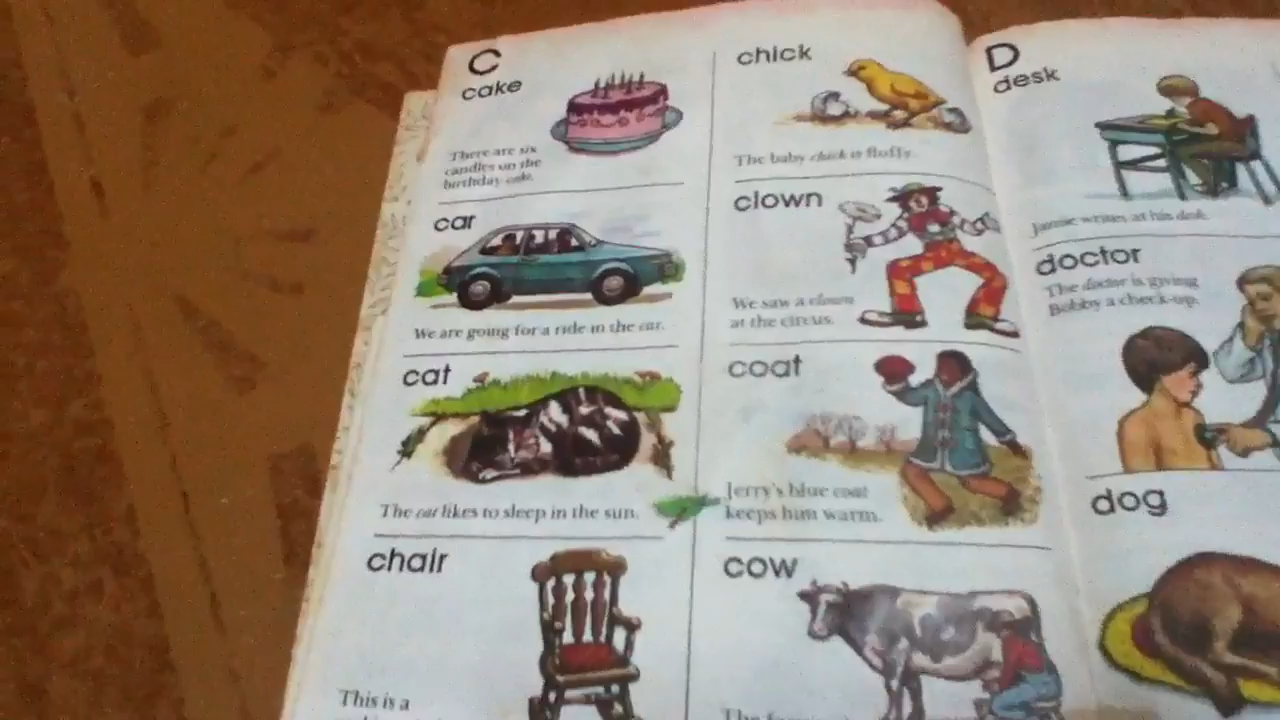 C
cake
There are six
candles on the
birthday cake.
car
We are going for a ride in the car.
cat
The cat likes to sleep in the sun.
chair
This is a
chick
The baby chick is fluffy.
clown
We saw a clown
at the circus.
coat
Jerry's blue coat
keeps him warm.
cow
D
desk
writes at his desk.
doctor
The doctor is giving
Bobby a check-up.
dog